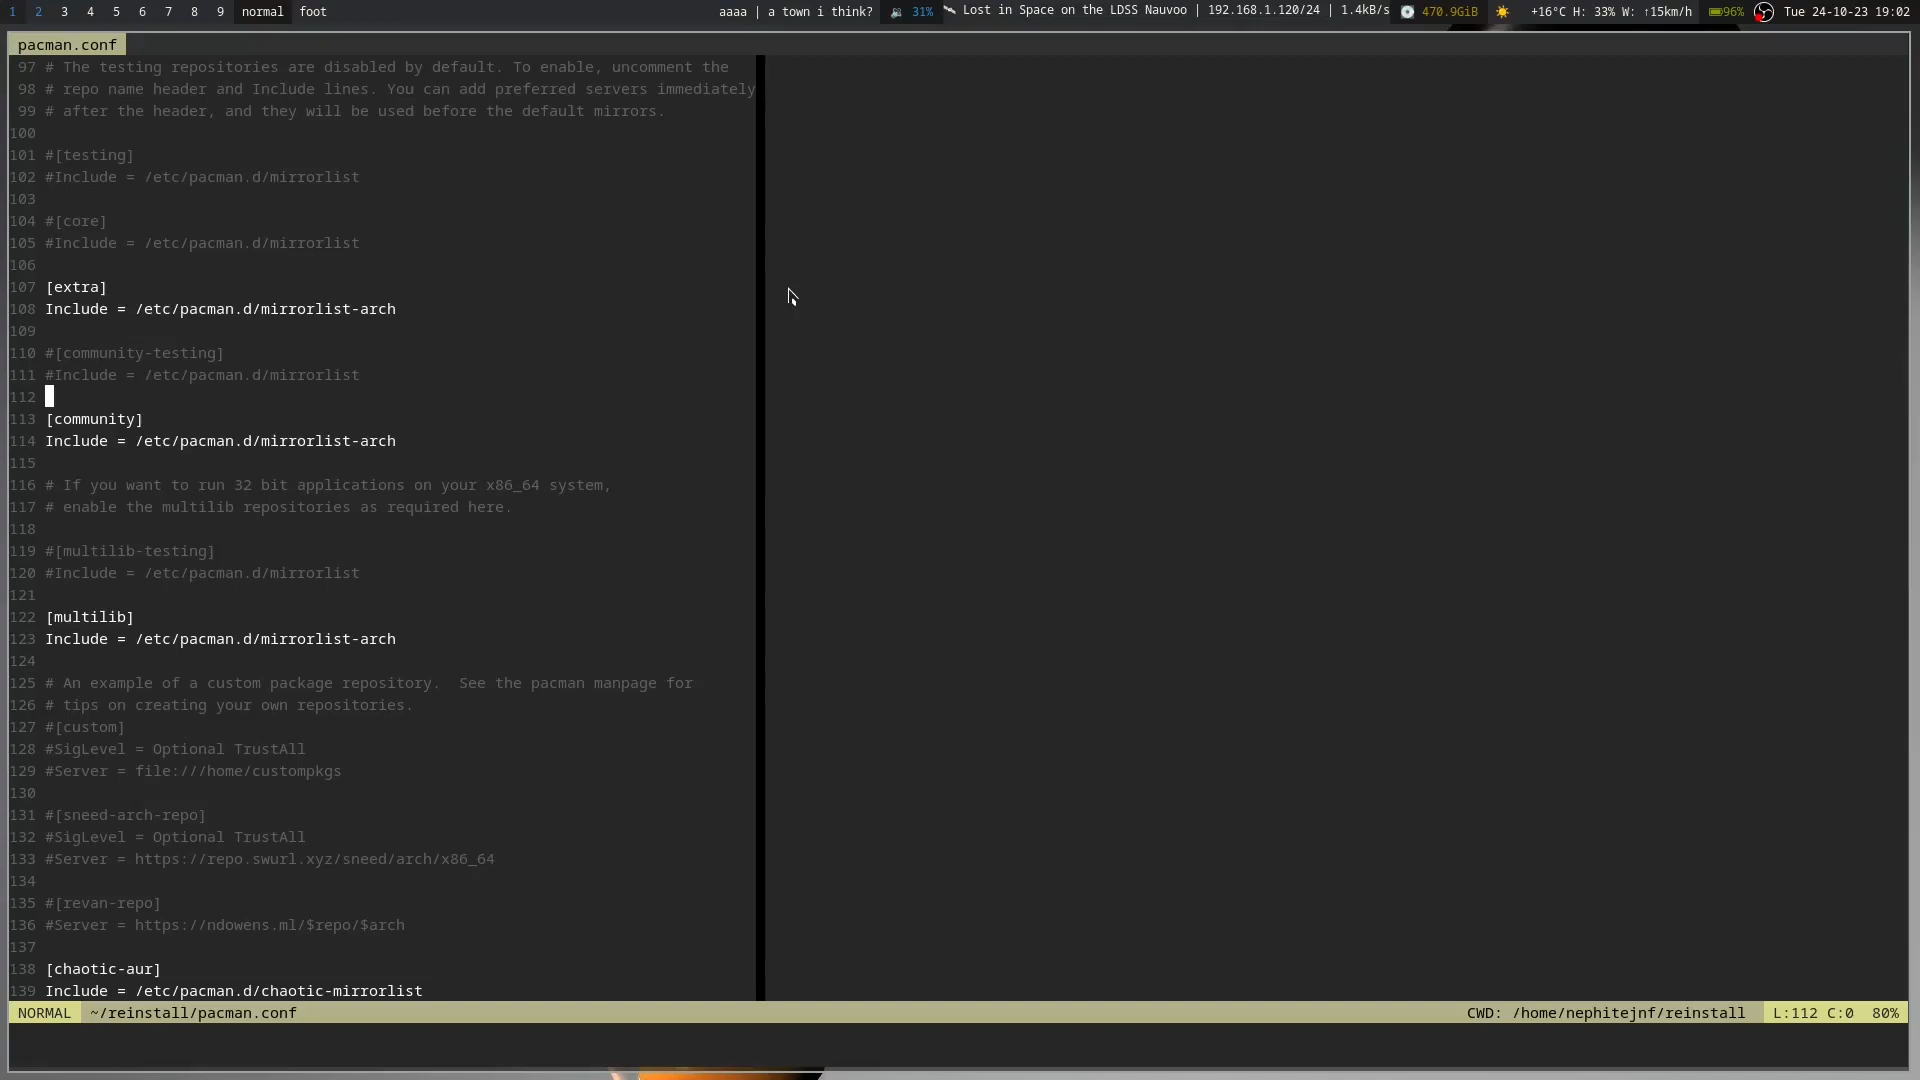 1 2 3 4 5 6 7 8 9 normal foot aaaa | a town i think? 31% Lost in Space on the LDSS Nauvoo | 192.168.1.120/24 | 1.4kB/s 470.9GiB +16°C H: 33% W: ↑15km/h 96% Tue 24-10-23 19:02
pacman.conf
97 # The testing repositories are disabled by default. To enable, uncomment the
98 # repo name header and Include lines. You can add preferred servers immediately
99 # after the header, and they will be used before the default mirrors.
100
101 #[testing]
102 #Include = /etc/pacman.d/mirrorlist
103
104 #[core]
105 #Include = /etc/pacman.d/mirrorlist
106
107 [extra]
108 Include = /etc/pacman.d/mirrorlist-arch
109
110 #[community-testing]
111 #Include = /etc/pacman.d/mirrorlist
112
113 [community]
114 Include = /etc/pacman.d/mirrorlist-arch
115
116 # If you want to run 32 bit applications on your x86_64 system,
117 # enable the multilib repositories as required here.
118
119 #[multilib-testing]
120 #Include = /etc/pacman.d/mirrorlist
121
122 [multilib]
123 Include = /etc/pacman.d/mirrorlist-arch
124
125 # An example of a custom package repository.  See the pacman manpage for
126 # tips on creating your own repositories.
127 #[custom]
128 #SigLevel = Optional TrustAll
129 #Server = file:///home/custompkgs
130
131 #[sneed-arch-repo]
132 #SigLevel = Optional TrustAll
133 #Server = https://repo.swurl.xyz/sneed/arch/x86_64
134
135 #[revan-repo]
136 #Server = https://ndowens.ml/$repo/$arch
137
138 [chaotic-aur]
139 Include = /etc/pacman.d/chaotic-mirrorlist
NORMAL ~/reinstall/pacman.conf CWD: /home/nephitejnf/reinstall L:112 C:0 80%